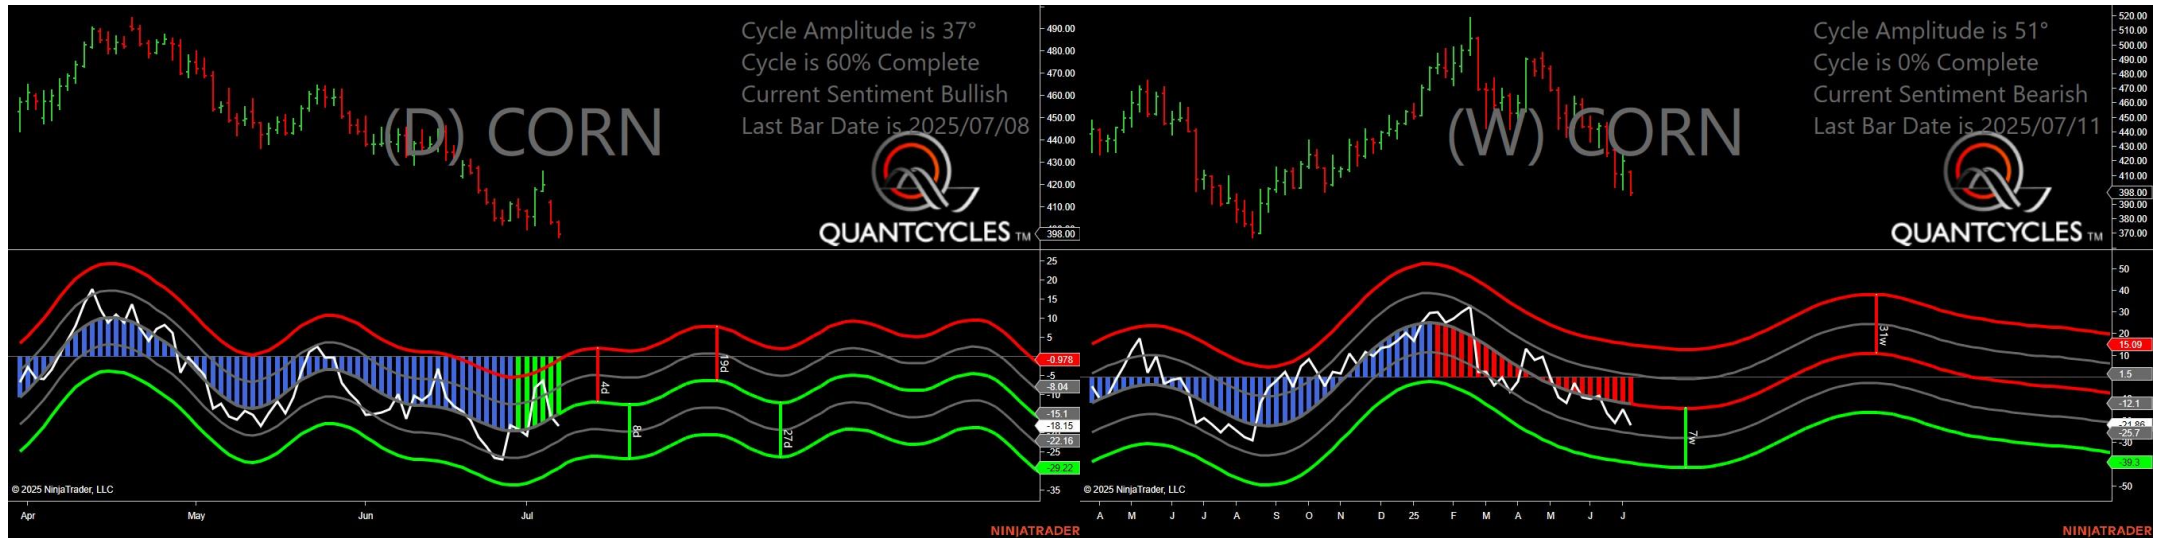 Cycle Amplitude is 37°
Cycle is 60% Complete
Current Sentiment Bullish
Last Bar Date is 2025/07/08
(D) CORN
QUANTCYCLES TM
490.00
480.00
470.00
460.00
450.00
440.00
430.00
420.00
410.00
398.00
25
20
15
10
5
-0.978
-5
-8.04
-10
-15.1
-18.15
-22.16
-25
-29.22
-35
4d
8d
19d
27d
© 2025 NinjaTrader, LLC
Apr May Jun Jul
NINJATRADER
Cycle Amplitude is 51°
Cycle is 0% Complete
Current Sentiment Bearish
Last Bar Date is 2025/07/11
(W) CORN
QUANTCYCLES TM
520.00
510.00
500.00
490.00
480.00
470.00
460.00
450.00
440.00
430.00
420.00
410.00
398.00
390.00
380.00
370.00
50
40
30
20
15.09
10
1.5
-12.1
-21.86
-25.7
-30
-39.3
-50
31w
7w
© 2025 NinjaTrader, LLC
A M J J A S O N D 25 F M A M J J
NINJATRADER